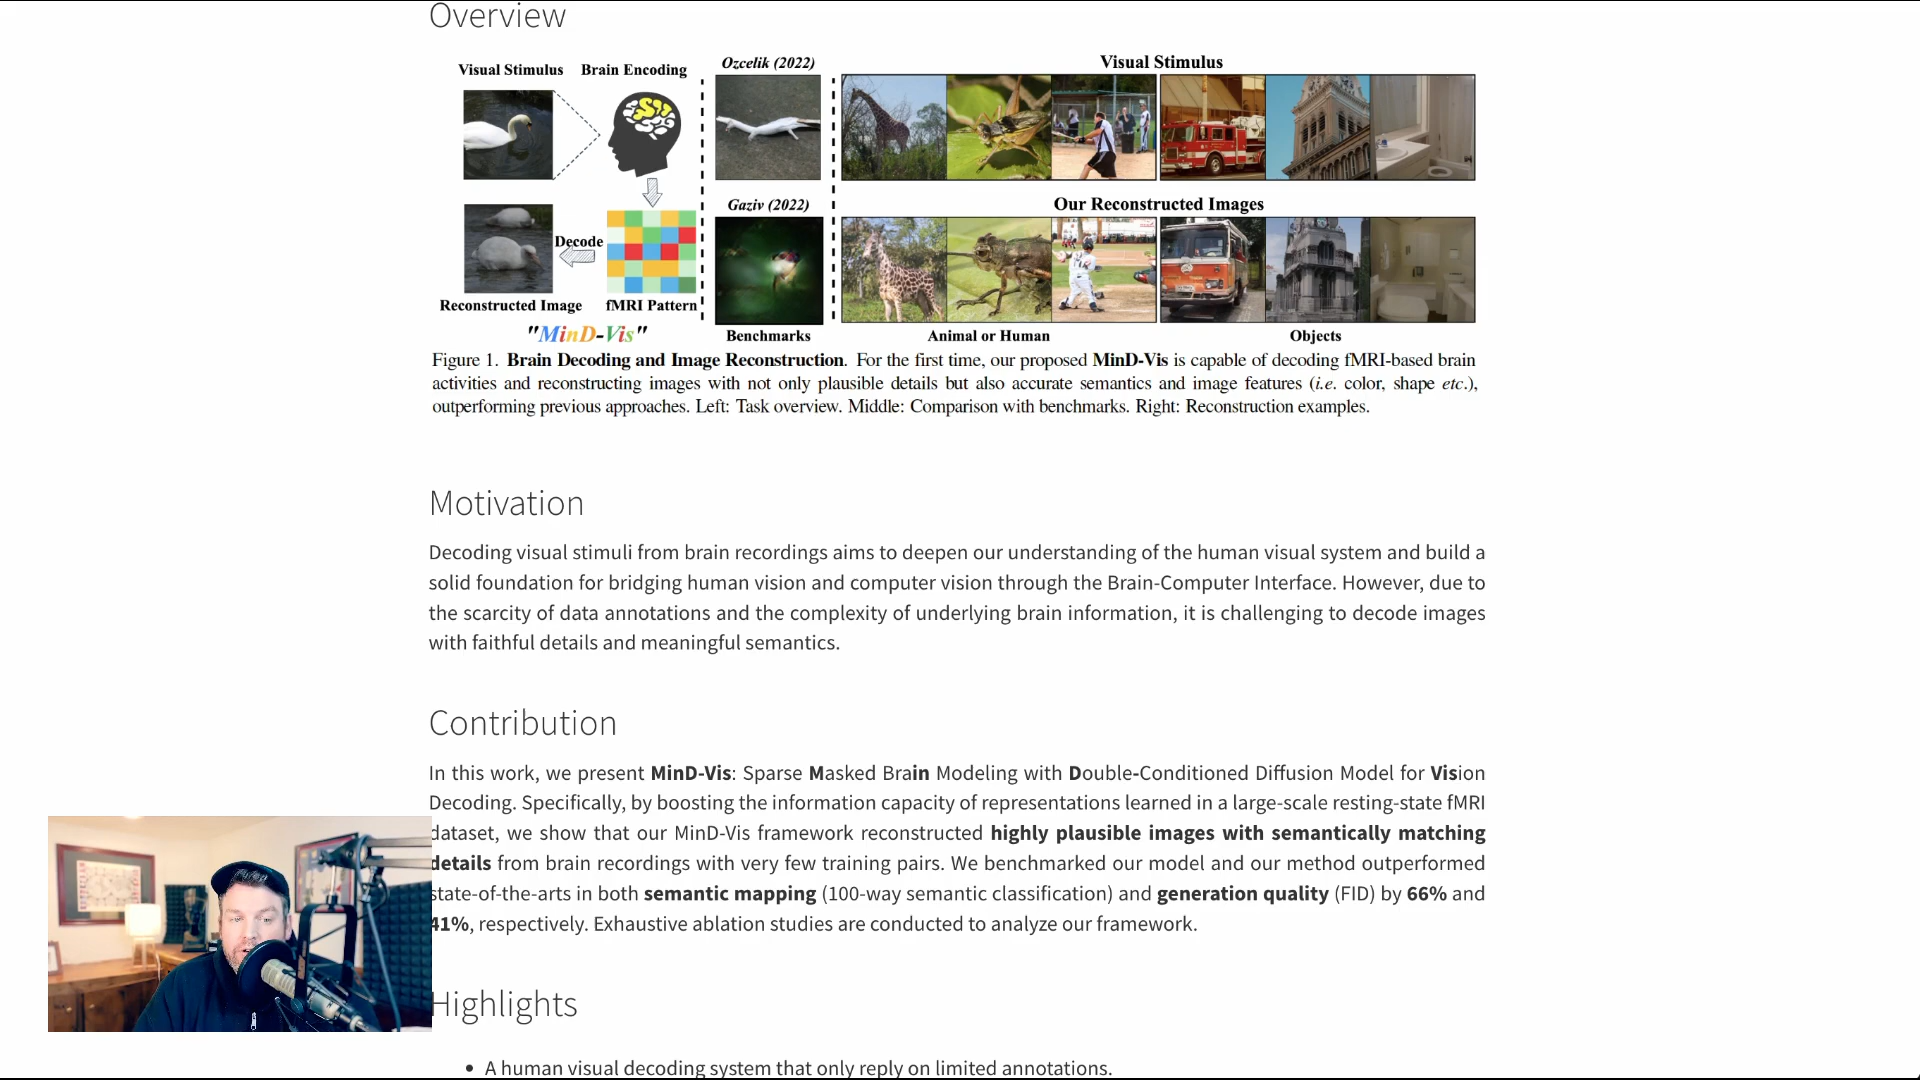 Overview
Visual Stimulus Brain Encoding
Ozcelik (2022)
Visual Stimulus
Gaziv (2022)
Our Reconstructed Images
Decode
Reconstructed Image fMRI Pattern
"MinD-Vis"
Benchmarks
Animal or Human
Objects
Figure 1. Brain Decoding and Image Reconstruction. For the first time, our proposed MinD-Vis is capable of decoding fMRI-based brain
activities and reconstructing images with not only plausible details but also accurate semantics and image features (i.e. color, shape etc.),
outperforming previous approaches. Left: Task overview. Middle: Comparison with benchmarks. Right: Reconstruction examples.
Motivation
Decoding visual stimuli from brain recordings aims to deepen our understanding of the human visual system and build a
solid foundation for bridging human vision and computer vision through the Brain-Computer Interface. However, due to
the scarcity of data annotations and the complexity of underlying brain information, it is challenging to decode images
with faithful details and meaningful semantics.
Contribution
In this work, we present MinD-Vis: Sparse Masked Brain Modeling with Double-Conditioned Diffusion Model for Vision
Decoding. Specifically, by boosting the information capacity of representations learned in a large-scale resting-state fMRI
dataset, we show that our MinD-Vis framework reconstructed highly plausible images with semantically matching
details from brain recordings with very few training pairs. We benchmarked our model and our method outperformed
state-of-the-arts in both semantic mapping (100-way semantic classification) and generation quality (FID) by 66% and
41%, respectively. Exhaustive ablation studies are conducted to analyze our framework.
Highlights
• A human visual decoding system that only reply on limited annotations.